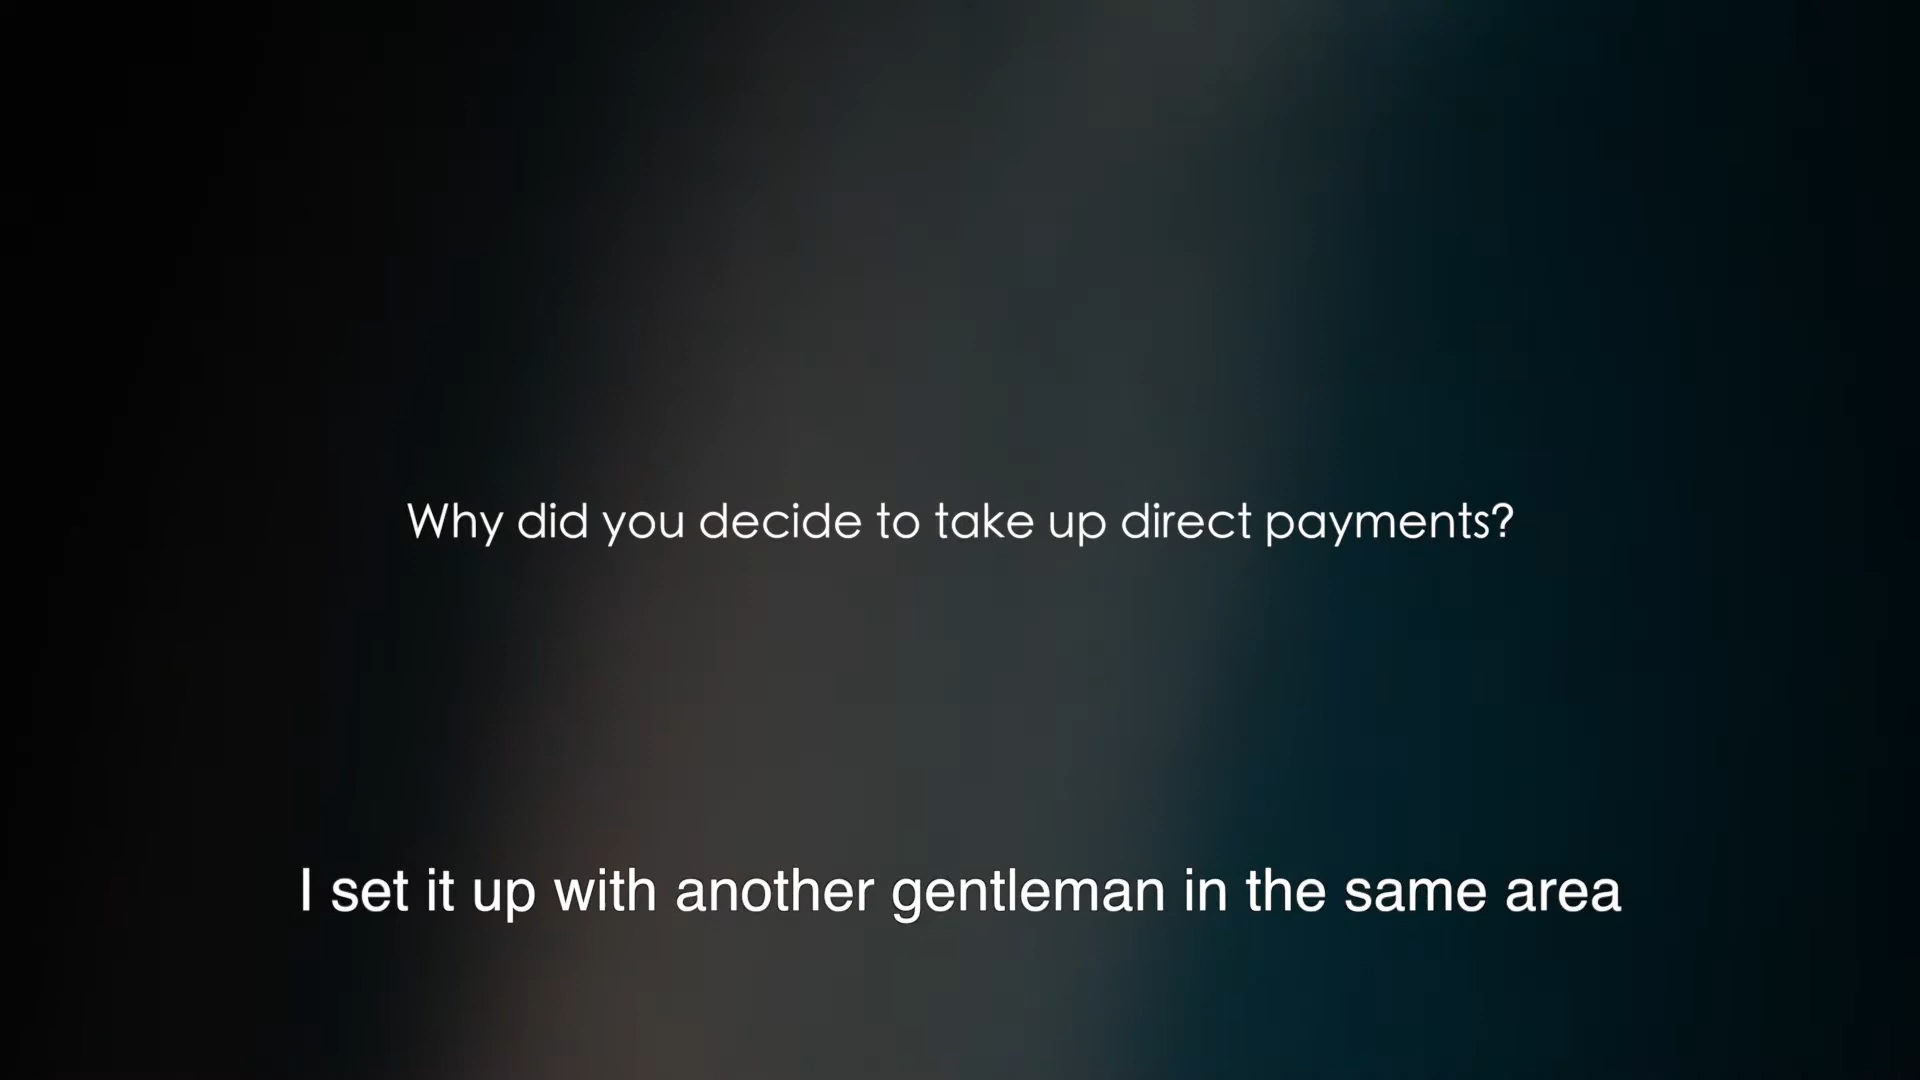 Why did you decide to take up direct payments?
I set it up with another gentleman in the same area